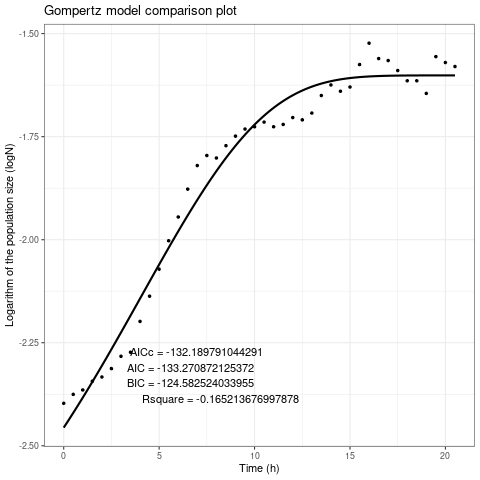 Gompertz model comparison plot
-1.50
-1.75
-2.00
-2.25
-2.50
Logarithm of the population size (logN)
AICc = -132.189791044291
AIC = -133.270872125372
BIC = -124.582524033955
Rsquare = -0.165213676997878
0 5 10 15 20
Time (h)